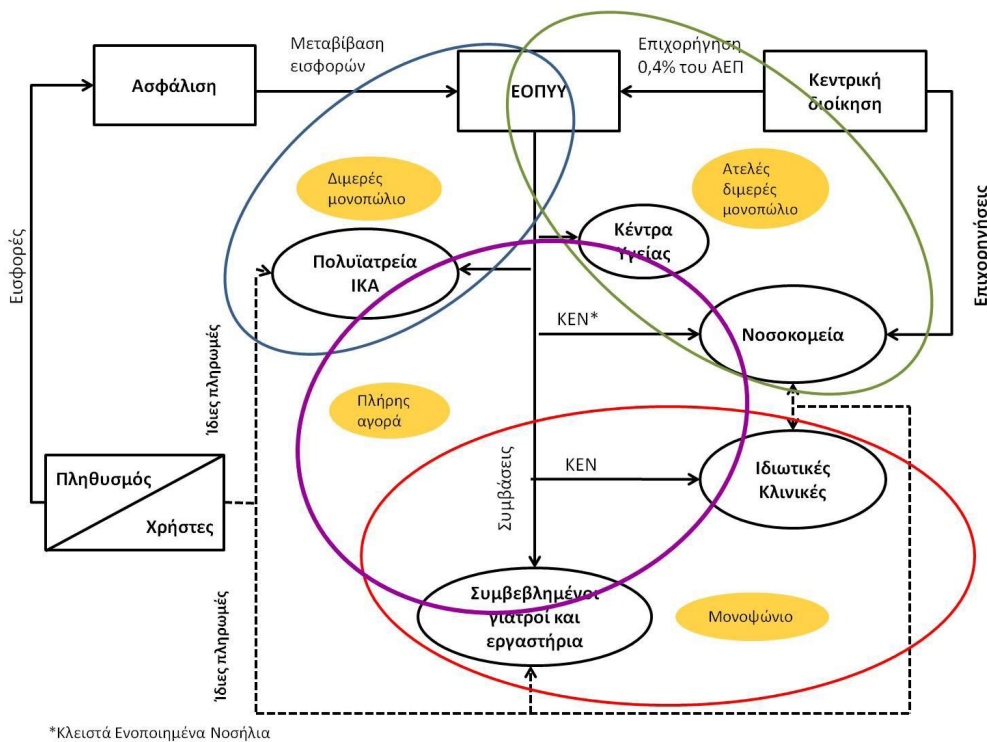 Μεταβίβαση
εισφορών
Επιχορήγηση
0,4% του ΑΕΠ
Ασφάλιση
ΕΟΠΥΥ
Κεντρική
διοίκηση
Διμερές
μονοπώλιο
Ατελές
διμερές
μονοπώλιο
Κέντρα
Υγείας
Πολυϊατρεία
ΙΚΑ
Εισφορές
Επιχορηγήσεις
ΚΕΝ*
Νοσοκομεία
Ίδιες πληρωμές
Πλήρης
αγορά
Πληθυσμός
Χρήστες
Συμβάσεις
ΚΕΝ
Ιδιωτικές
Κλινικές
Συμβεβλημένοι
γιατροί και
εργαστήρια
Μονοψώνιο
Ίδιες πληρωμές
*Κλειστά Ενοποιημένα Νοσήλια